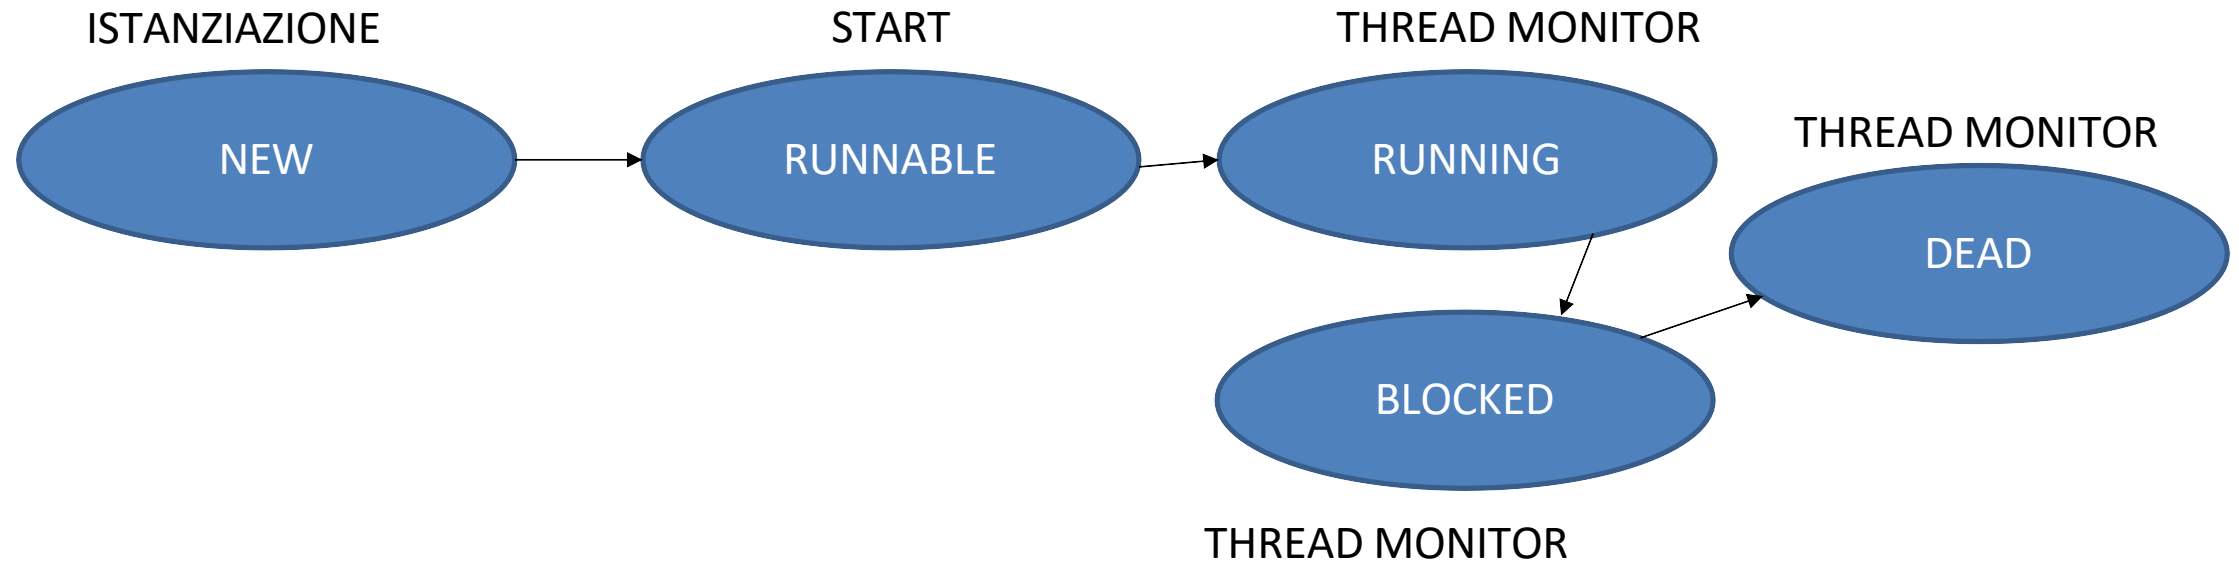 ISTANZIAZIONE
START
THREAD MONITOR
NEW
RUNNABLE
RUNNING
THREAD MONITOR
DEAD
BLOCKED
THREAD MONITOR